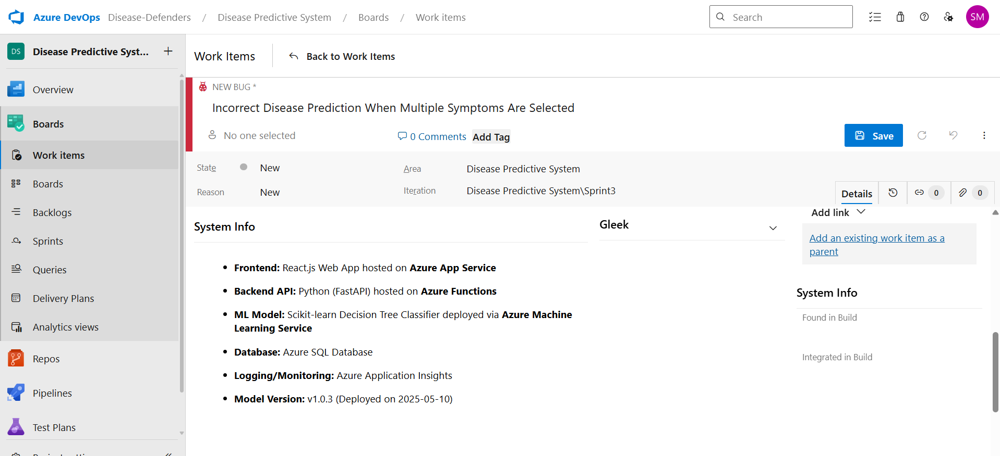 Azure DevOps Disease-Defenders / Disease Predictive System / Boards / Work items
Search
SM
DS Disease Predictive Syst... +
Overview
Boards
Work items
Boards
Backlogs
Sprints
Queries
Delivery Plans
Analytics views
Repos
Pipelines
Test Plans
Work Items
Back to Work Items
NEW BUG *
Incorrect Disease Prediction When Multiple Symptoms Are Selected
No one selected
0 Comments
Add Tag
Save
State
New
Area
Disease Predictive System
Reason
New
Iteration
Disease Predictive System\Sprint3
Details
0
0
System Info
• Frontend: React.js Web App hosted on Azure App Service
• Backend API: Python (FastAPI) hosted on Azure Functions
• ML Model: Scikit-learn Decision Tree Classifier deployed via Azure Machine
Learning Service
• Database: Azure SQL Database
• Logging/Monitoring: Azure Application Insights
• Model Version: v1.0.3 (Deployed on 2025-05-10)
Gleek
Add link
Add an existing work item as a
parent
System Info
Found in Build
Integrated in Build